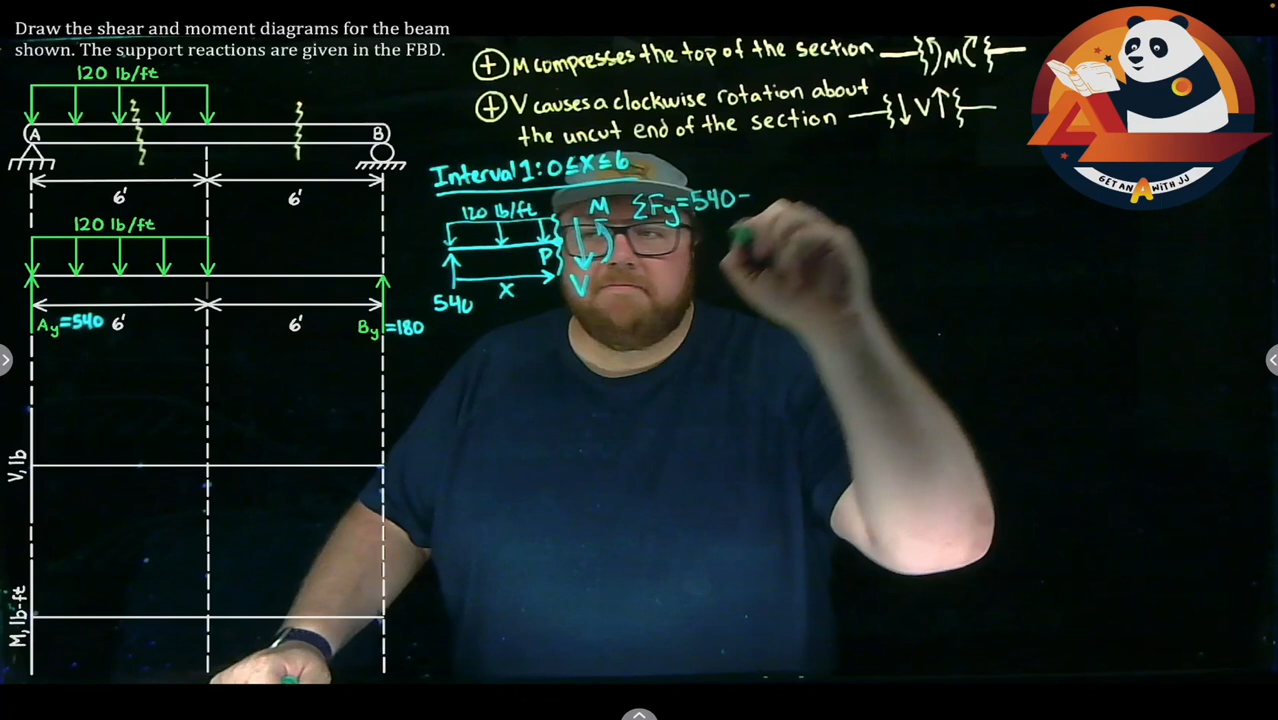 Draw the shear and moment diagrams for the beam
shown. The support reactions are given in the FBD.
120 lb/ft
A
B
6'
6'
120 lb/ft
Ay=540
6'
6'
By=180
V, lb
M, lb-ft
+ M compresses the top of the section
M
+ V causes a clockwise rotation about
the uncut end of the section
V
Interval 1: 0≤x≤6
120 lb/ft
M
P
V
x
540
ΣFy=540-
GET AN A WITH JJ